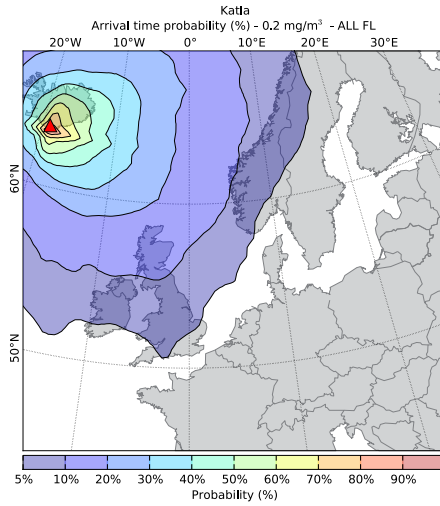 Katla
Arrival time probability (%) - 0.2 mg/m³ - ALL FL
20°W 10°W 0° 10°E 20°E 30°E
60°N
50°N
5% 10% 20% 30% 40% 50% 60% 70% 80% 90%
Probability (%)